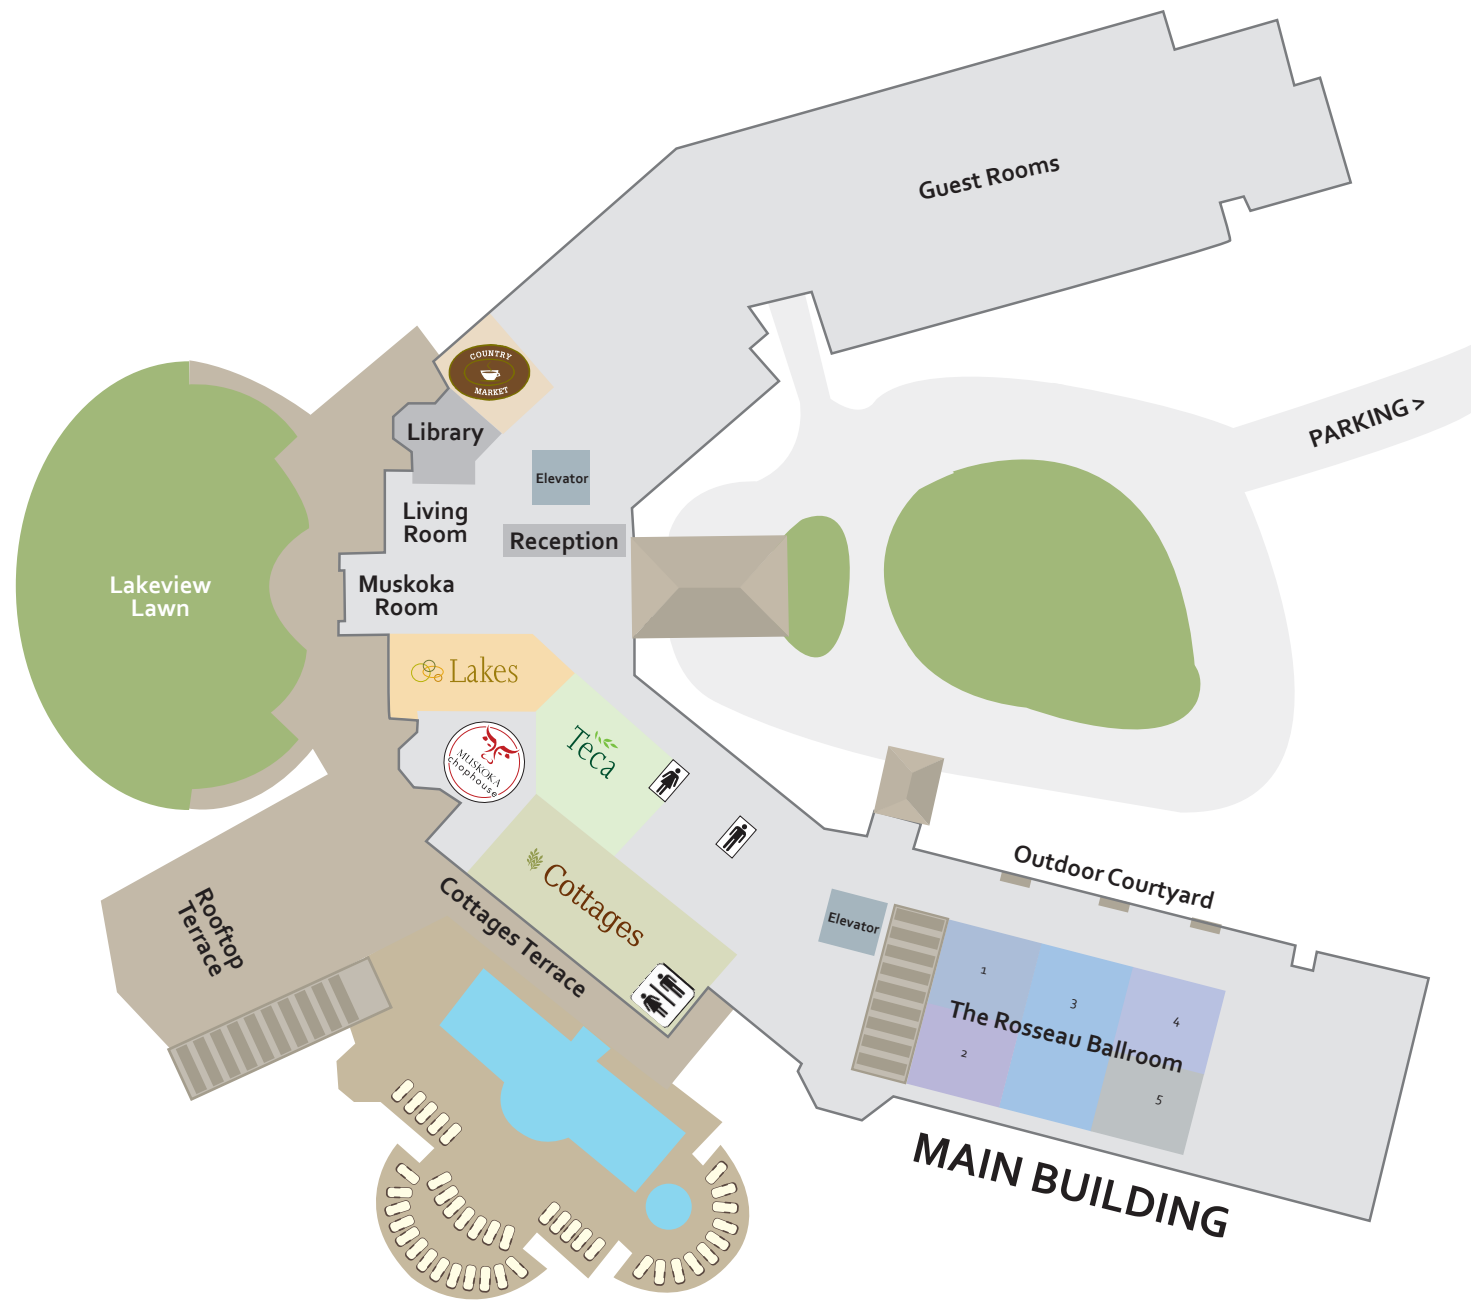 Guest Rooms
COUNTRY
MARKET
Library
PARKING >
Elevator
Living
Room
Reception
Lakeview
Lawn
Muskoka
Room
Lakes
Teca
MUSKOKA
chophouse
Cottages
Outdoor Courtyard
Cottages Terrace
Rooftop
Terrace
Elevator
1
3
4
The Rosseau Ballroom
2
5
MAIN BUILDING